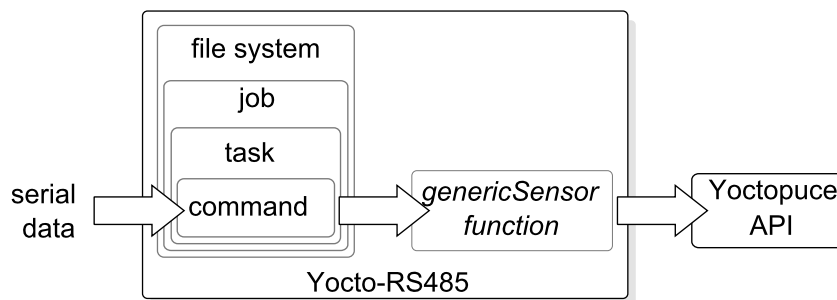 file system
job
task
command
serial
data
genericSensor
function
Yoctopuce
API
Yocto-RS485